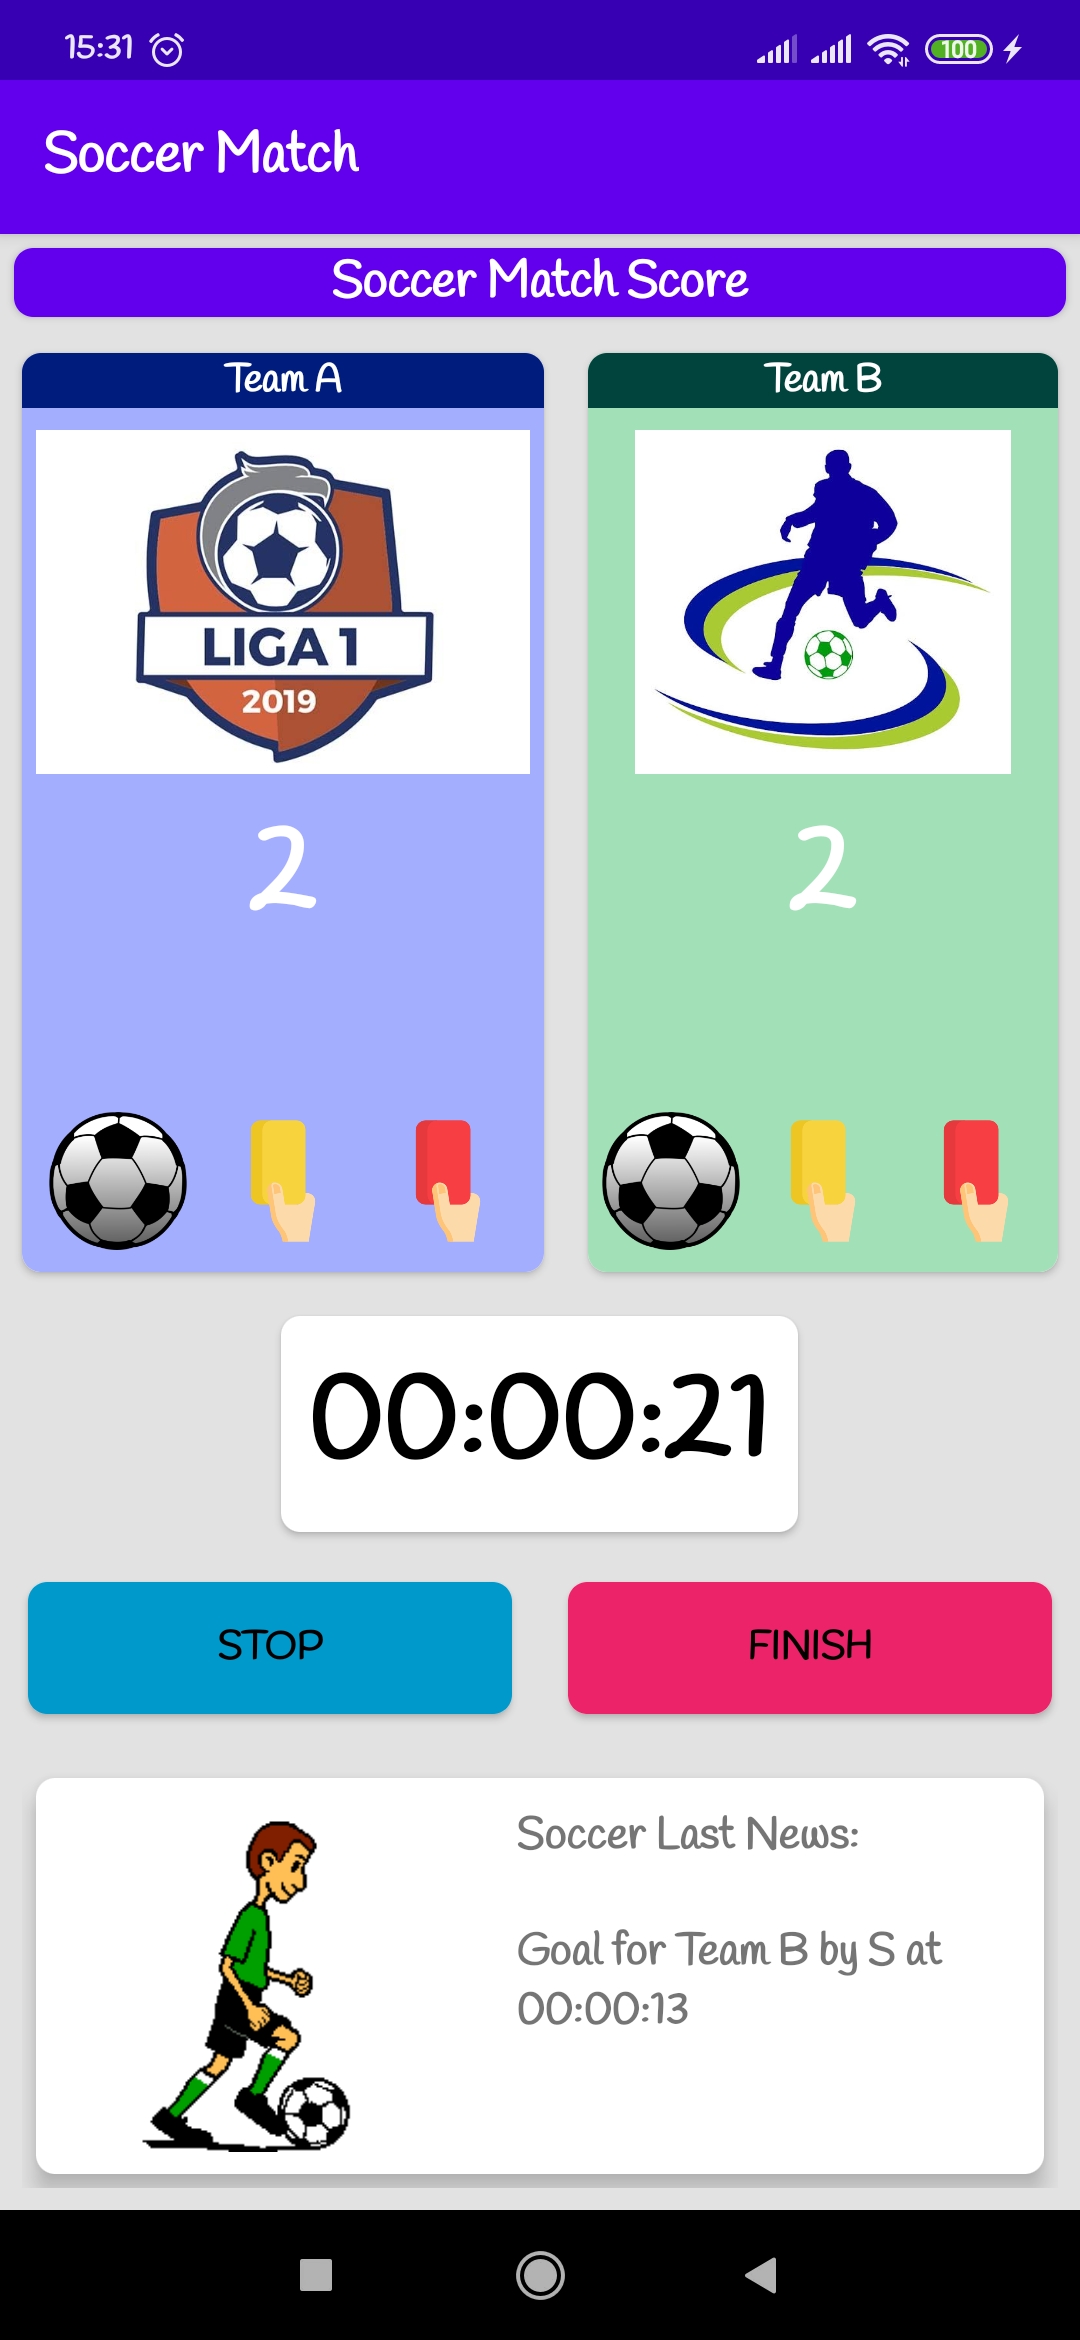 15:31
100
Soccer Match
Soccer Match Score
Team A
Team B
LIGA 1
2019
2
2
00:00:21
STOP
FINISH
Soccer Last News:
Goal for Team B by S at
00:00:13